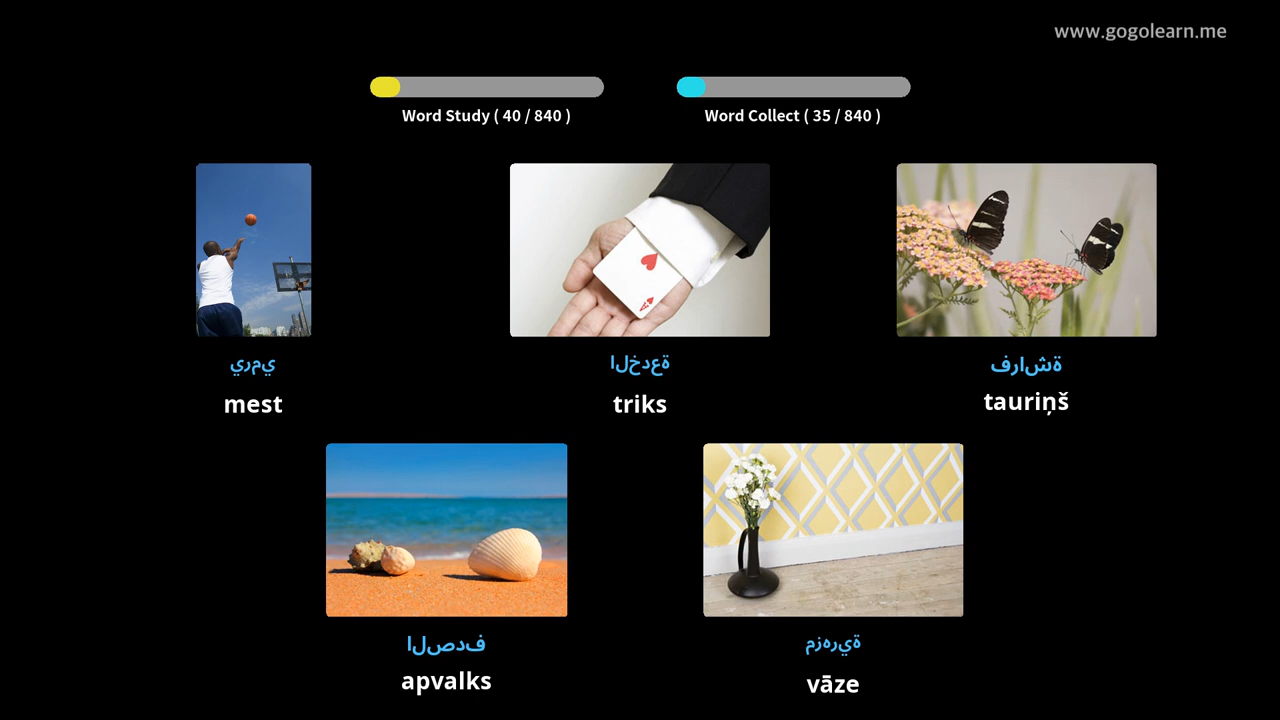 www.gogolearn.me
Word Study ( 40 / 840 )
Word Collect ( 35 / 840 )
يرمي
mest
الخدعة
triks
فراشة
tauriņš
الصدف
apvalks
مزهرية
vāze